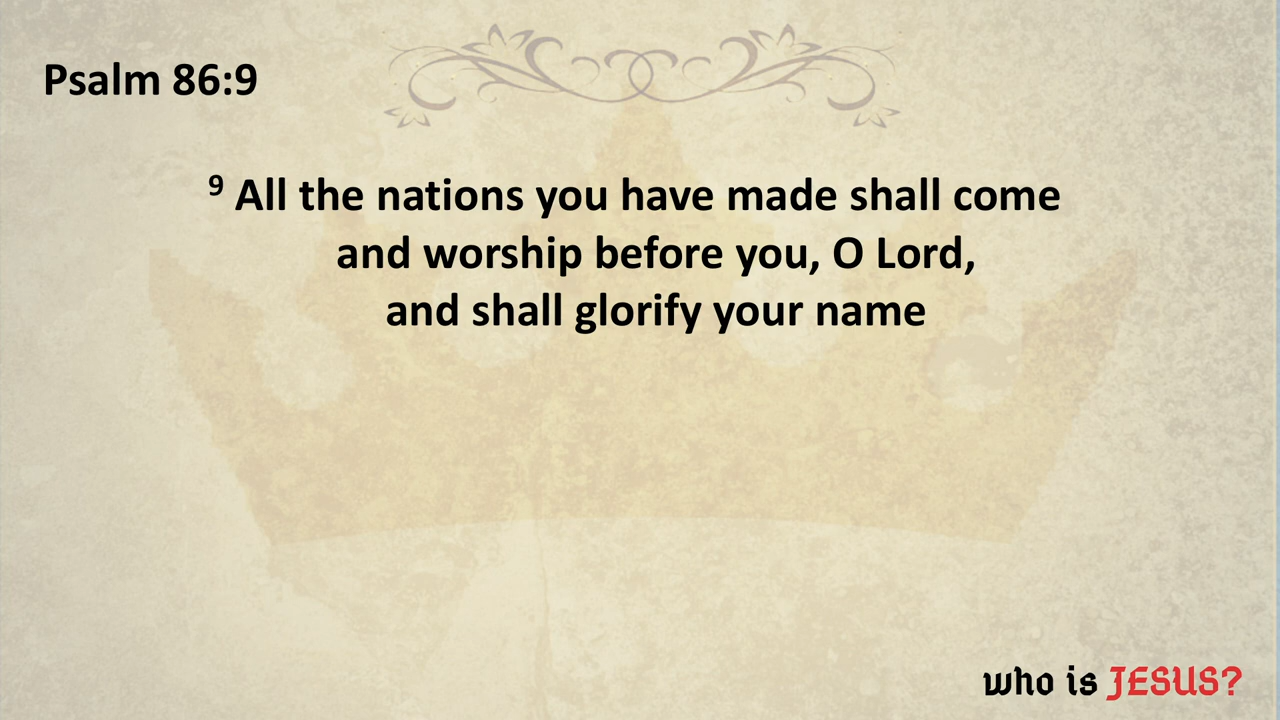 Psalm 86:9
⁹ All the nations you have made shall come
and worship before you, O Lord,
and shall glorify your name
who is JESUS?